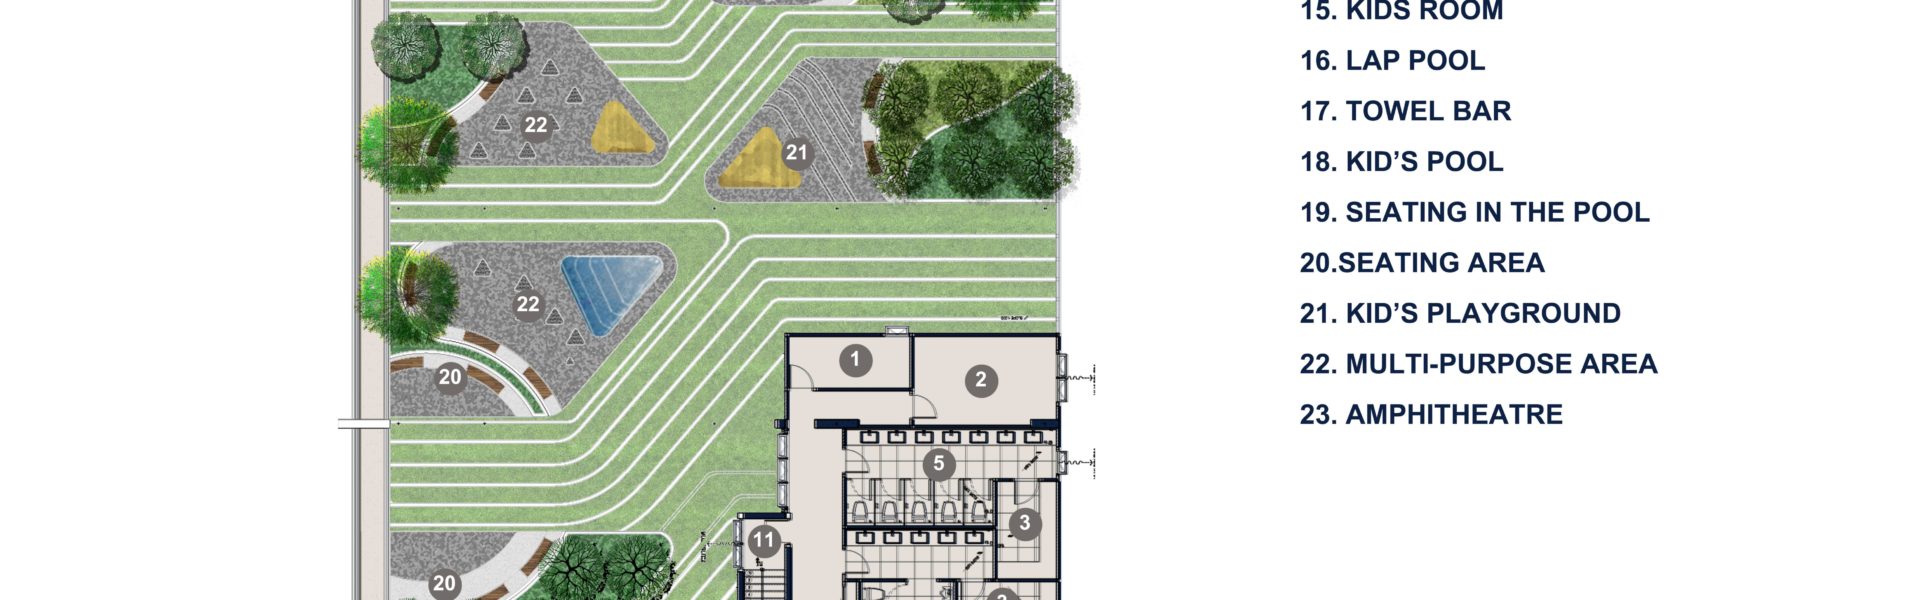 15. KIDS ROOM
16. LAP POOL
17. TOWEL BAR
18. KID’S POOL
19. SEATING IN THE POOL
20.SEATING AREA
21. KID’S PLAYGROUND
22. MULTI-PURPOSE AREA
23. AMPHITHEATRE
22
21
22
20
1
2
5
3
11
20